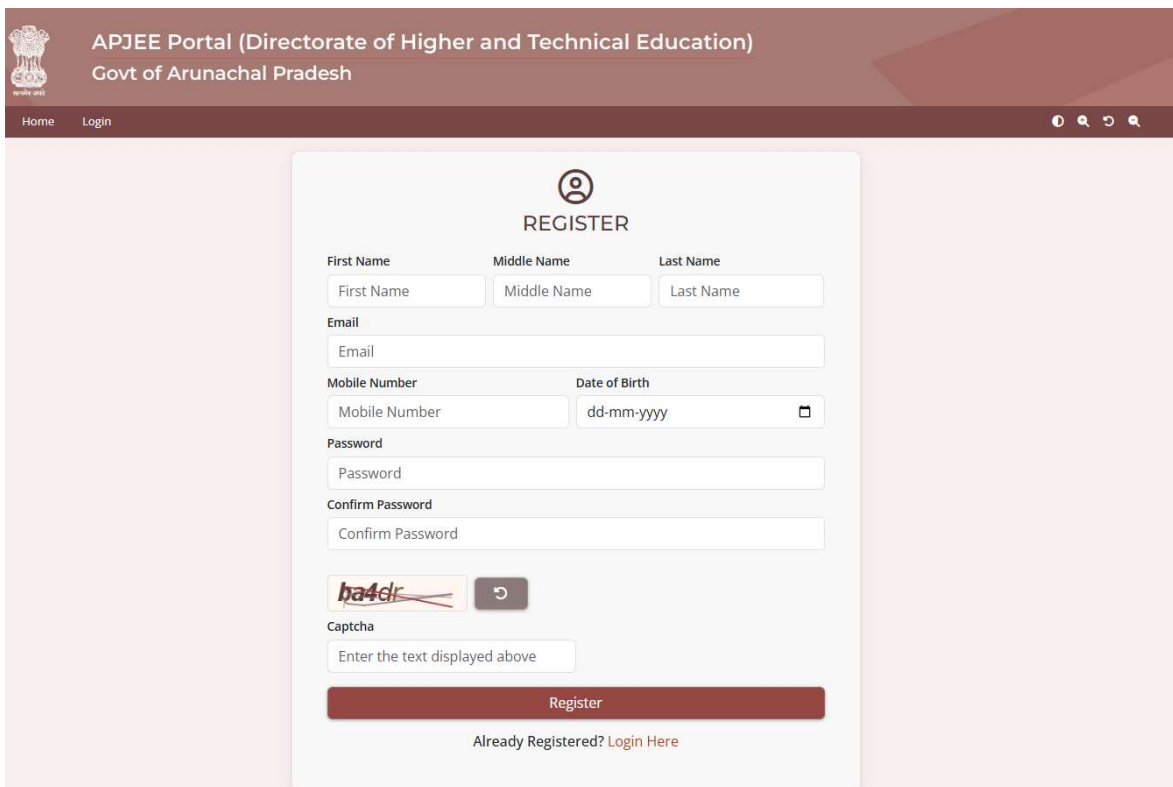 APJEE Portal (Directorate of Higher and Technical Education)
Govt of Arunachal Pradesh
सत्यमेव जयते
Home Login
REGISTER
First Name Middle Name Last Name
First Name Middle Name Last Name
Email
Email
Mobile Number Date of Birth
Mobile Number dd-mm-yyyy
Password
Password
Confirm Password
Confirm Password
ba4dr
Captcha
Enter the text displayed above
Register
Already Registered? Login Here